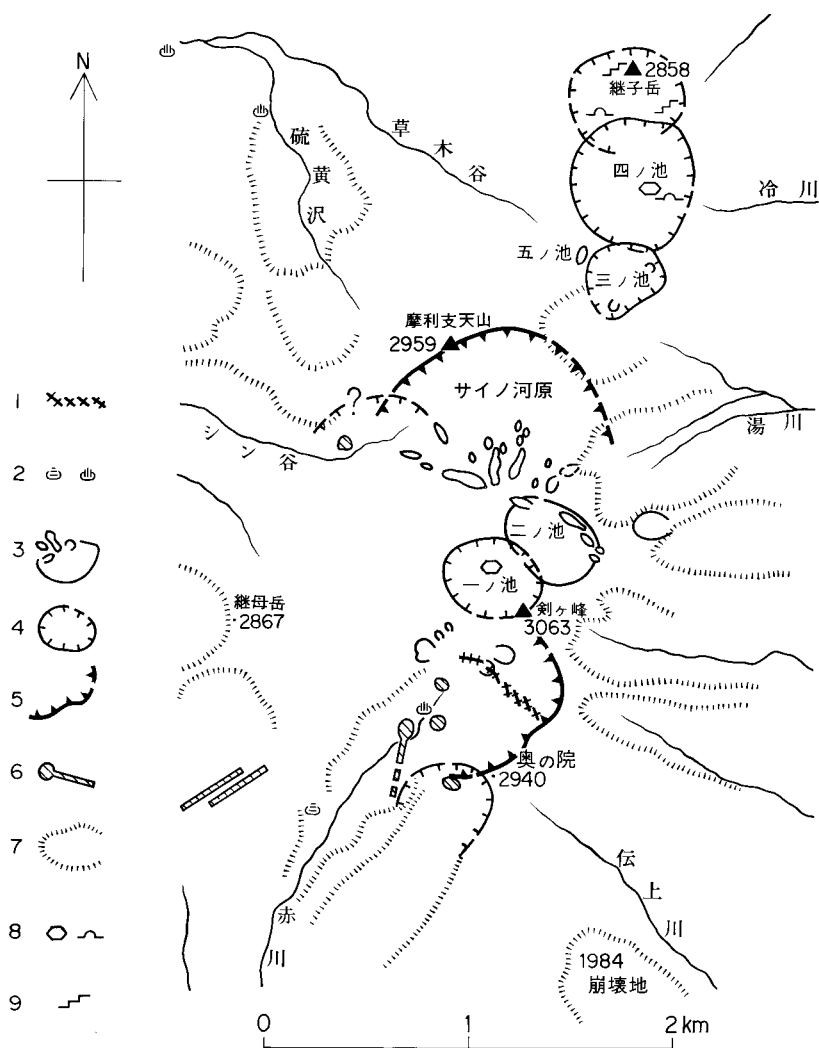 N
2858
継子岳
硫黄沢
草木谷
四ノ池
冷川
五ノ池
三ノ池
摩利支天山
2959
サイノ河原
?
シン谷
湯川
二ノ池
一ノ池
剣ヶ峰
3063
継母岳
2867
奥の院
2940
伝上川
赤川
1984
崩壊地
1
2
3
4
5
6
7
8
9
0 1 2km